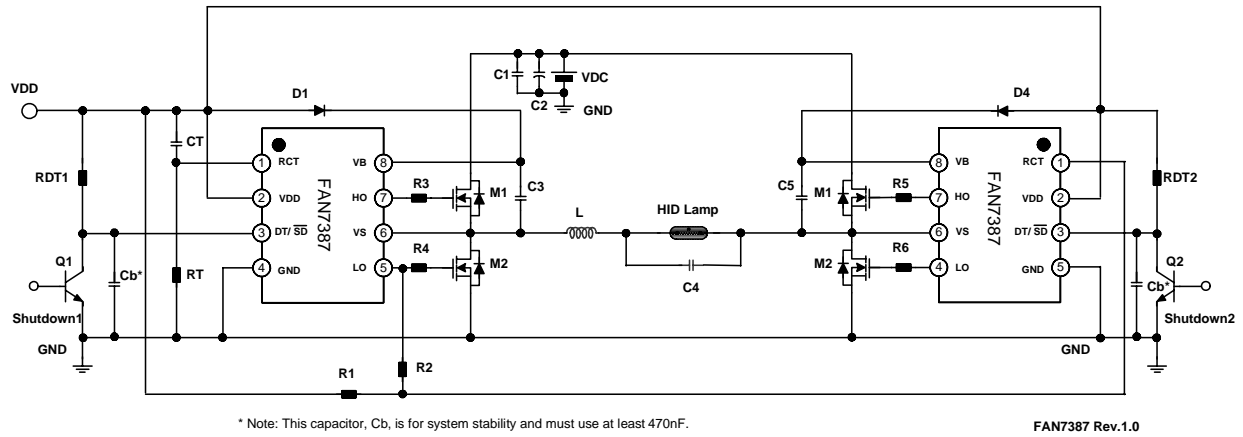 VDD
D1
C1
C2
VDC
GND
D4
CT
RDT1
1
RCT
2
VDD
3
DT/SD
4
GND
FAN7387
VB
8
HO
7
VS
6
LO
5
R3
R4
M1
M2
C3
L
HID Lamp
C4
C5
M1
M2
R5
R6
8
VB
7
HO
6
VS
4
LO
FAN7387
RCT
1
VDD
2
DT/SD
3
GND
5
RDT2
Q1
Cb*
RT
Shutdown1
GND
R1
R2
Q2
Cb*
Shutdown2
GND
* Note: This capacitor, Cb, is for system stability and must use at least 470nF.
FAN7387 Rev.1.0